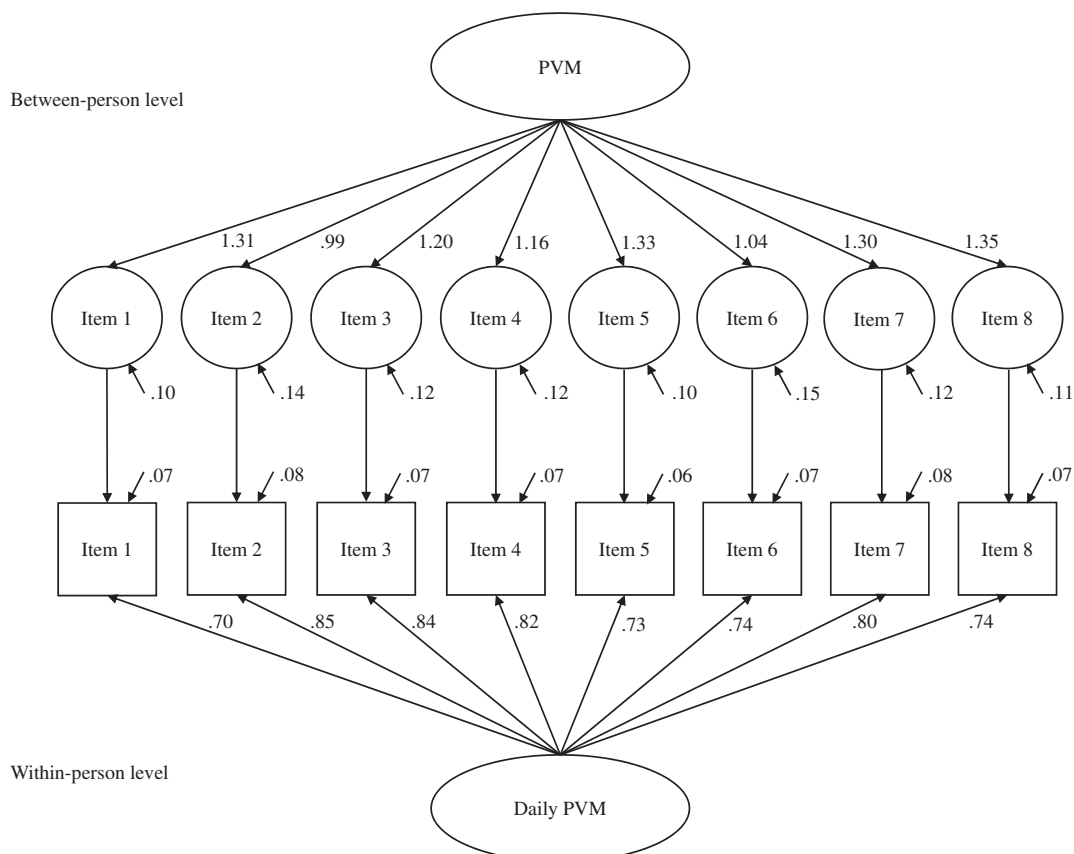 PVM
Between-person level
1.31 .99 1.20 1.16 1.33 1.04 1.30 1.35
Item 1 Item 2 Item 3 Item 4 Item 5 Item 6 Item 7 Item 8
.10 .14 .12 .12 .10 .15 .12 .11
.07 .08 .07 .07 .06 .07 .08 .07
Item 1 Item 2 Item 3 Item 4 Item 5 Item 6 Item 7 Item 8
.70 .85 .84 .82 .73 .74 .80 .74
Within-person level
Daily PVM